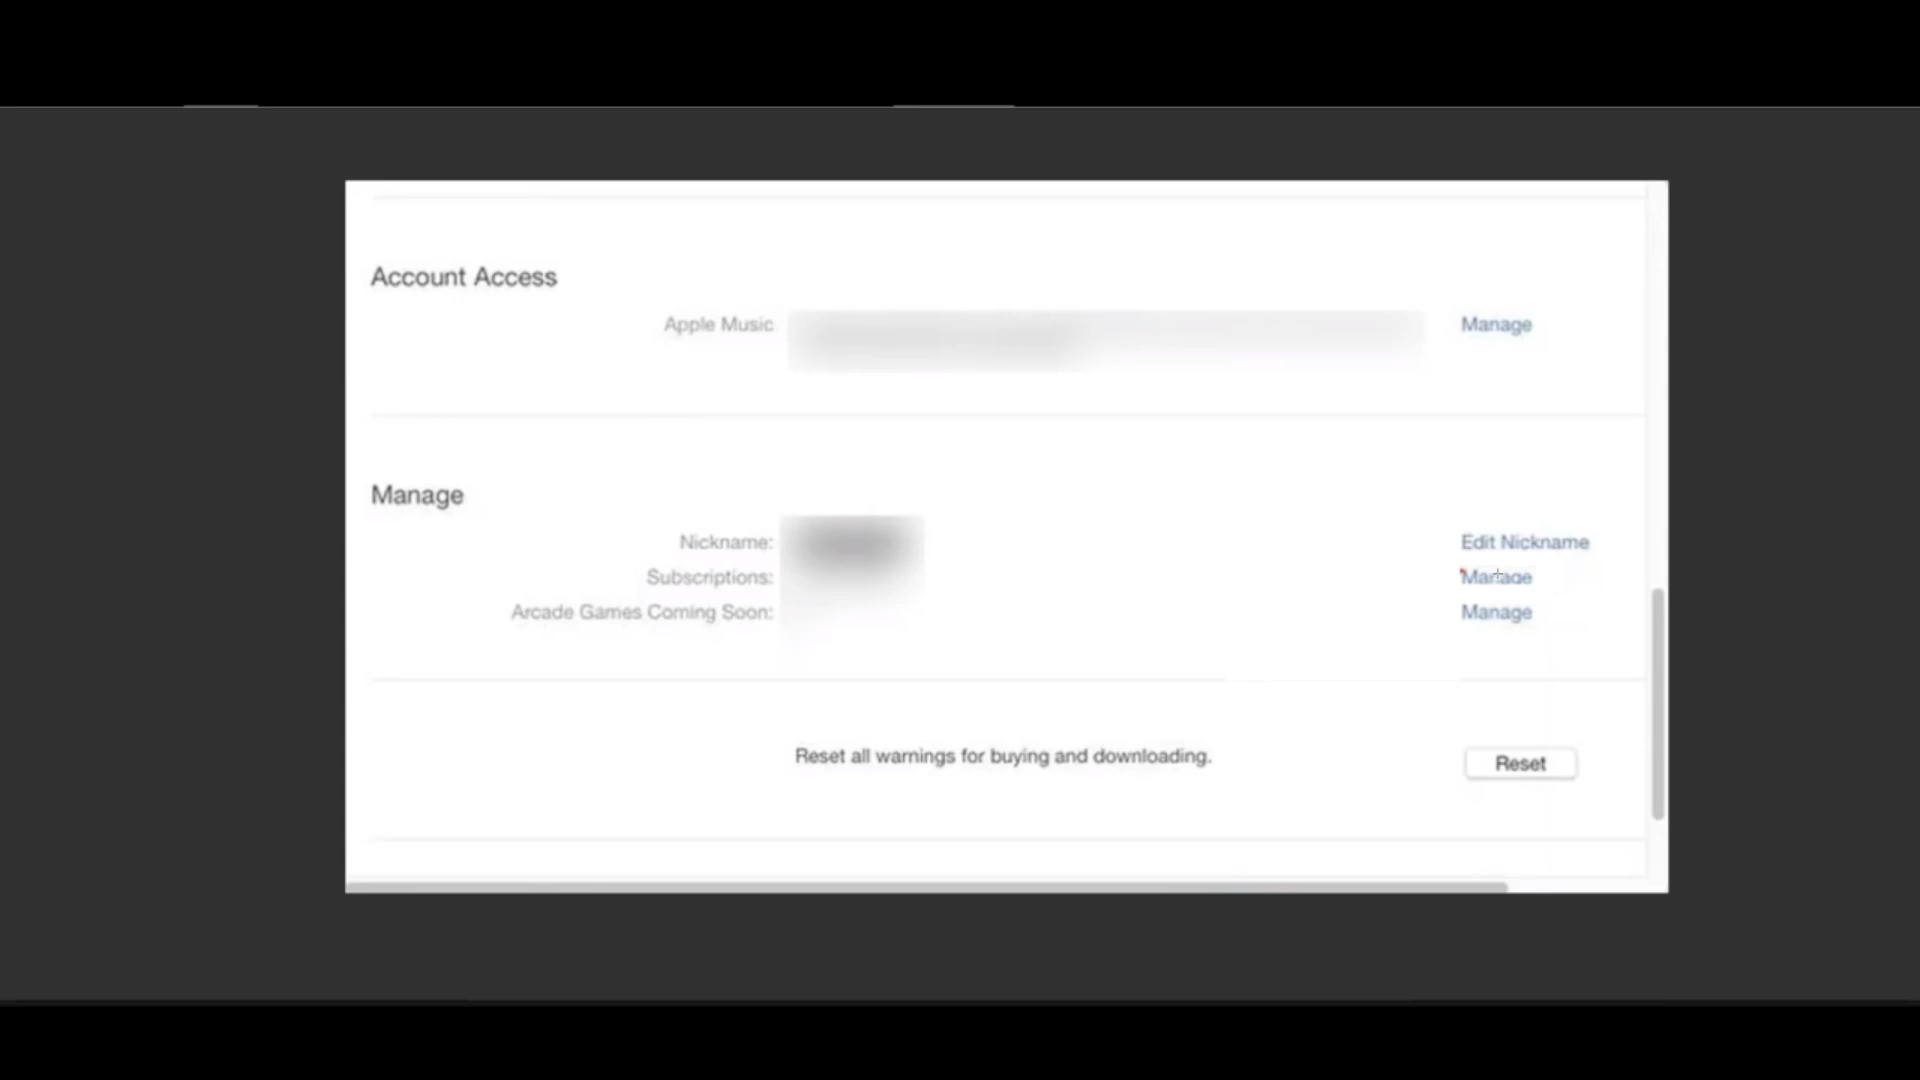 Account Access
Apple Music Manage
Manage
Nickname: Edit Nickname
Subscriptions: Manage
Arcade Games Coming Soon: Manage
Reset all warnings for buying and downloading. Reset